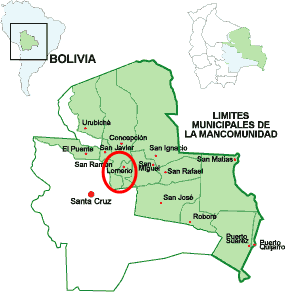 BOLIVIA
LIMITES
MUNICIPALES DE
LA MANCOMUNIDAD
Urubichá
Concepción
El Puente
San Javier
San Ignacio
San Ramón
Lomerio
San
Miguel
San Matías
San Rafael
Santa Cruz
San José
Roboré
Puerto
Suárez
Puerto
Quijarro